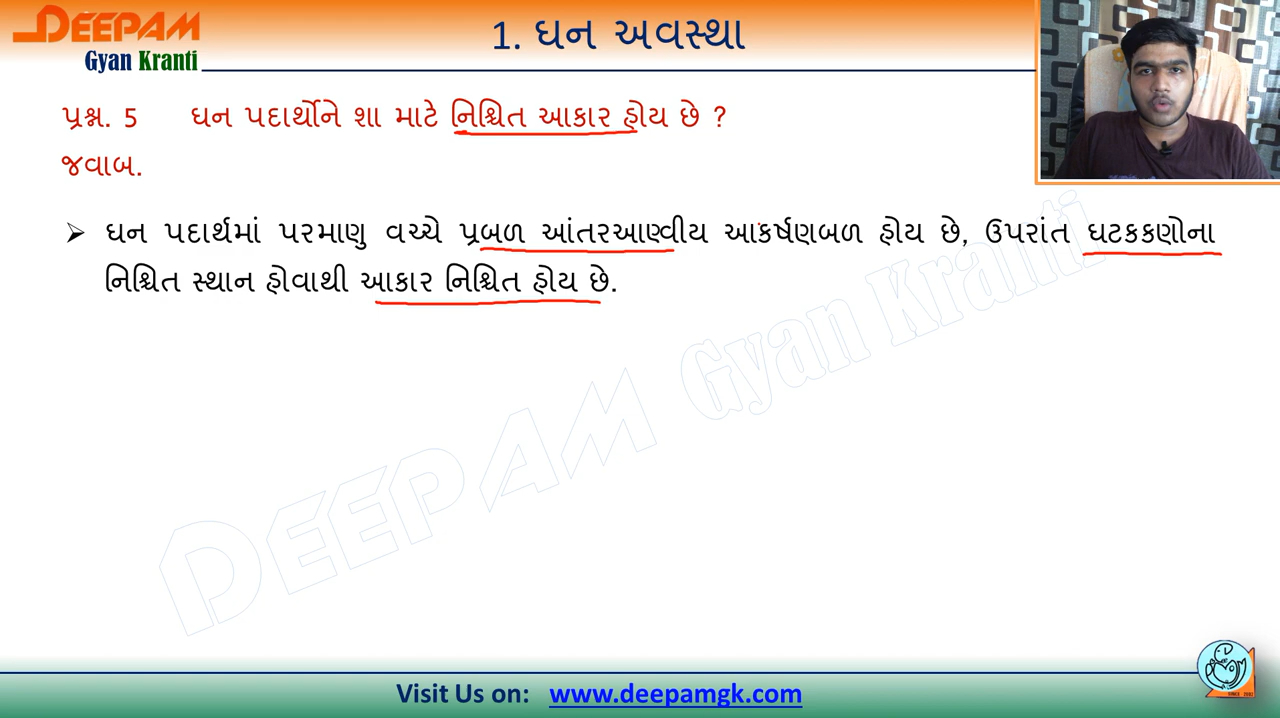 DEEPAM
Gyan Kranti
1. ઘન અવસ્થા
પ્રશ્ન. 5 ઘન પદાર્થોને શા માટે નિશ્ચિત આકાર હોય છે ?
જવાબ.
➢ ઘન પદાર્થમાં પરમાણુ વચ્ચે પ્રબળ આંતરઆણ્વીય આકર્ષણબળ હોય છે, ઉપરાંત ઘટકકણોના
નિશ્ચિત સ્થાન હોવાથી આકાર નિશ્ચિત હોય છે.
DEEPAM Gyan Kranti
Visit Us on: www.deepamgk.com